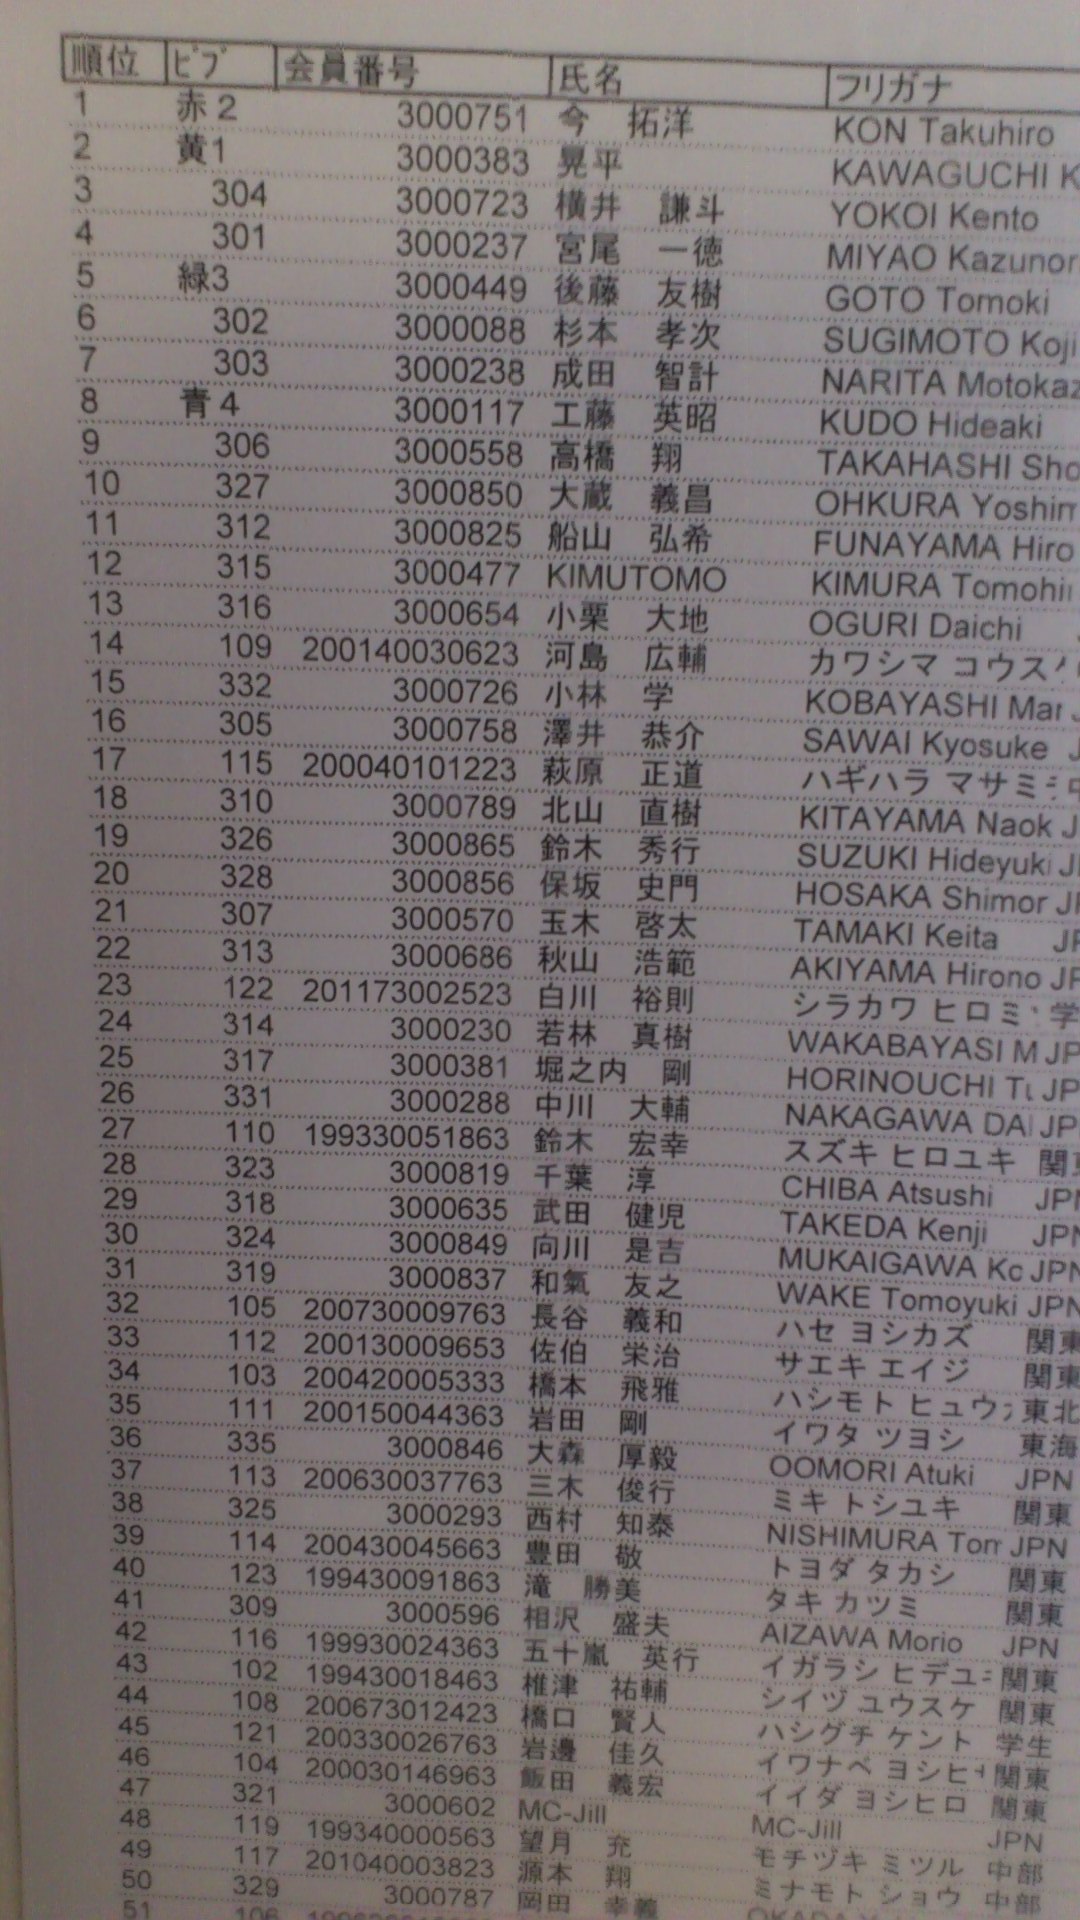 順位 ﾋﾞﾌﾞ 会員番号 氏名 フリガナ
1 赤2 3000751 今 拓洋 KON Takuhiro
2 黄1 3000383 晃平 KAWAGUCHI K
3 304 3000723 横井 謙斗 YOKOI Kento
4 301 3000237 宮尾 一徳 MIYAO Kazunor
5 緑3 3000449 後藤 友樹 GOTO Tomoki
6 302 3000088 杉本 孝次 SUGIMOTO Koji
7 303 3000238 成田 智計 NARITA Motokaz
8 青4 3000117 工藤 英昭 KUDO Hideaki
9 306 3000558 高橋 翔 TAKAHASHI Sho
10 327 3000850 大蔵 義昌 OHKURA Yoshim
11 312 3000825 船山 弘希 FUNAYAMA Hiro
12 315 3000477 KIMUTOMO KIMURA Tomohi
13 316 3000654 小栗 大地 OGURI Daichi
14 109 200140030623 河島 広輔 カワシマ コウス
15 332 3000726 小林 学 KOBAYASHI Mar
16 305 3000758 澤井 恭介 SAWAI Kyosuke
17 115 200040101223 萩原 正道 ハギハラ マサミ
18 310 3000789 北山 直樹 KITAYAMA Naok J
19 326 3000865 鈴木 秀行 SUZUKI Hideyuki J
20 328 3000856 保坂 史門 HOSAKA Shimor JP
21 307 3000570 玉木 啓太 TAMAKI Keita JP
22 313 3000686 秋山 浩範 AKIYAMA Hirono JP
23 122 201173002523 白川 裕則 シラカワ ヒロミ 学
24 314 3000230 若林 真樹 WAKABAYASI M JP
25 317 3000381 堀之内 剛 HORINOUCHI Tu JP
26 331 3000288 中川 大輔 NAKAGAWA DAI JP
27 110 199330051863 鈴木 宏幸 スズキ ヒロユキ 関東
28 323 3000819 千葉 淳 CHIBA Atsushi JPN
29 318 3000635 武田 健児 TAKEDA Kenji JPN
30 324 3000849 向川 是吉 MUKAIGAWA Ko JPN
31 319 3000837 和氣 友之 WAKE Tomoyuki JPN
32 105 200730009763 長谷 義和 ハセ ヨシカズ 関東
33 112 200130009653 佐伯 栄治 サエキ エイジ 関東
34 103 200420005333 橋本 飛雅 ハシモト ヒュウガ 東北
35 111 200150044363 岩田 剛 イワタ ツヨシ 東海
36 335 3000846 大森 厚毅 OOMORI Atuki JPN
37 113 200630037763 三木 俊行 ミキ トシユキ 関東
38 325 3000293 西村 知泰 NISHIMURA Tom JPN
39 114 200430045663 豊田 敬 トヨダ タカシ 関東
40 123 199430091863 滝 勝美 タキ カツミ 関東
41 309 3000596 相沢 盛夫 AIZAWA Morio JPN
42 116 199930024363 五十嵐 英行 イガラシ ヒデユ 関東
43 102 199430018463 椎津 祐輔 シイヅ ユウスケ 関東
44 108 200673012423 橋口 賢人 ハシグチ ケント 学生
45 121 200330026763 岩邊 佳久 イワナベ ヨシヒ 関東
46 104 200030146963 飯田 義宏 イイダ ヨシヒロ 関東
47 321 3000602 MC-Jill MC-Jill JPN
48 119 199340000563 望月 充 モチヅキ ミツル 中部
49 117 201040003823 源本 翔 ミナモト ショウ 中部
50 329 3000787 岡田 幸義
51 106